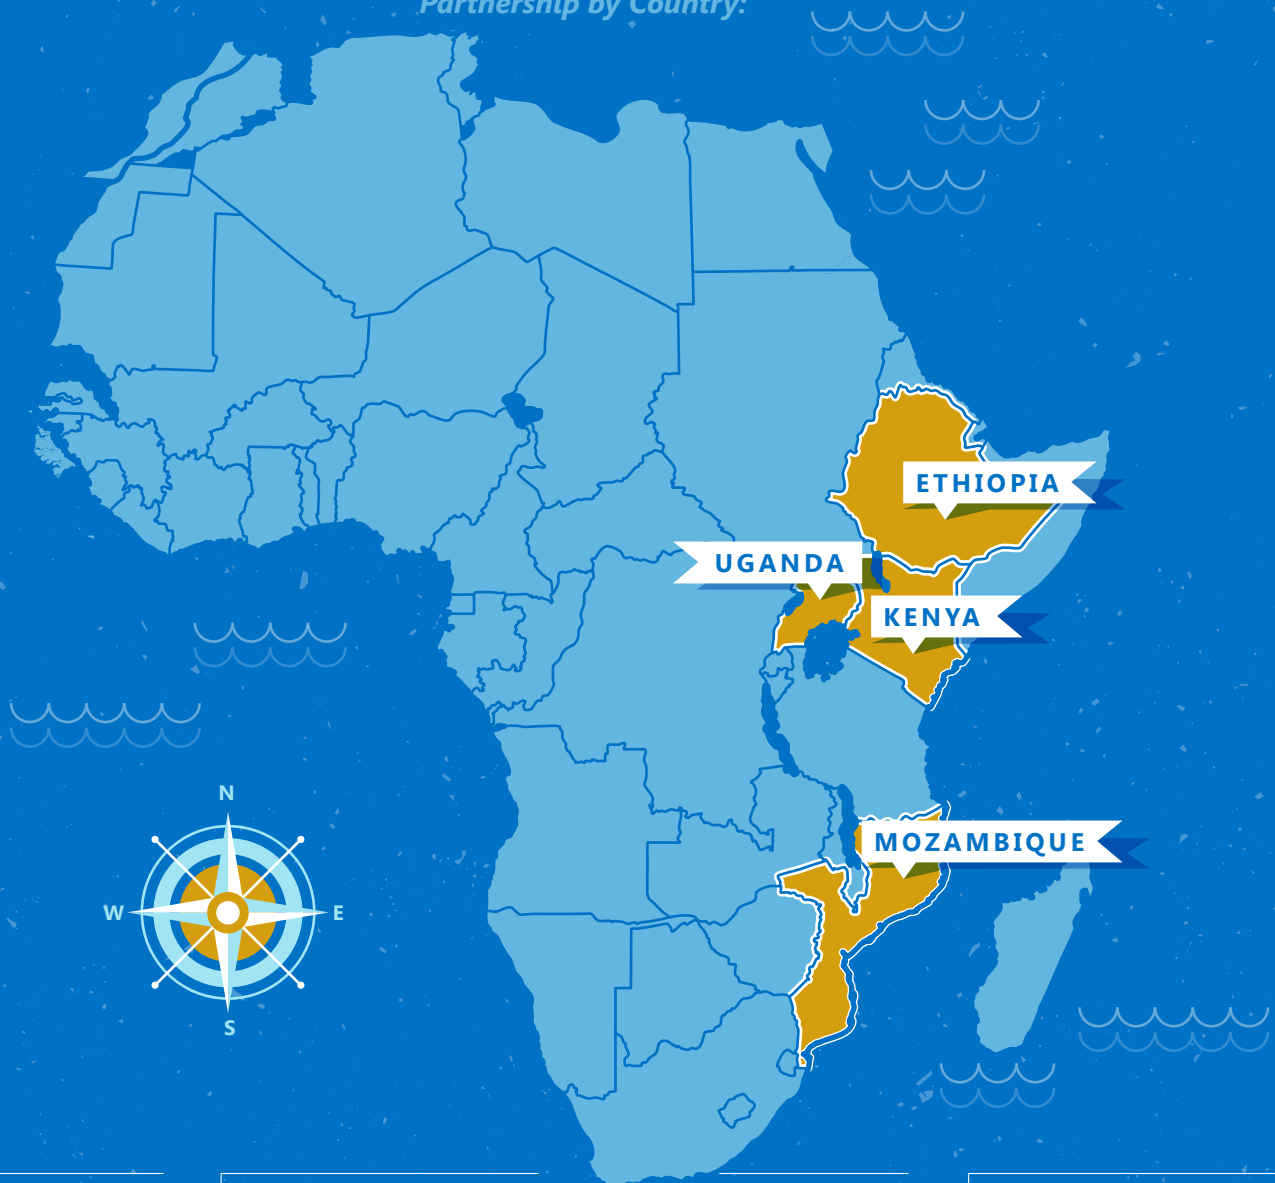 Partnership by Country:
ETHIOPIA
UGANDA
KENYA
MOZAMBIQUE
N
W E
S